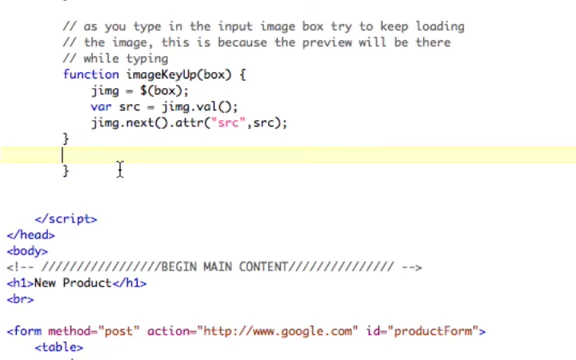 // as you type in the input image box try to keep loading
// the image, this is because the preview will be there
// while typing
function imageKeyUp(box) {
jimg = $(box);
var src = jimg.val();
jimg.next().attr("src",src);
}
}
</script>
</head>
<body>
<!-- /////////////////BEGIN MAIN CONTENT/////////////// -->
<h1>New Product</h1>
<br>
<form method="post" action="http://www.google.com" id="productForm">
<table>